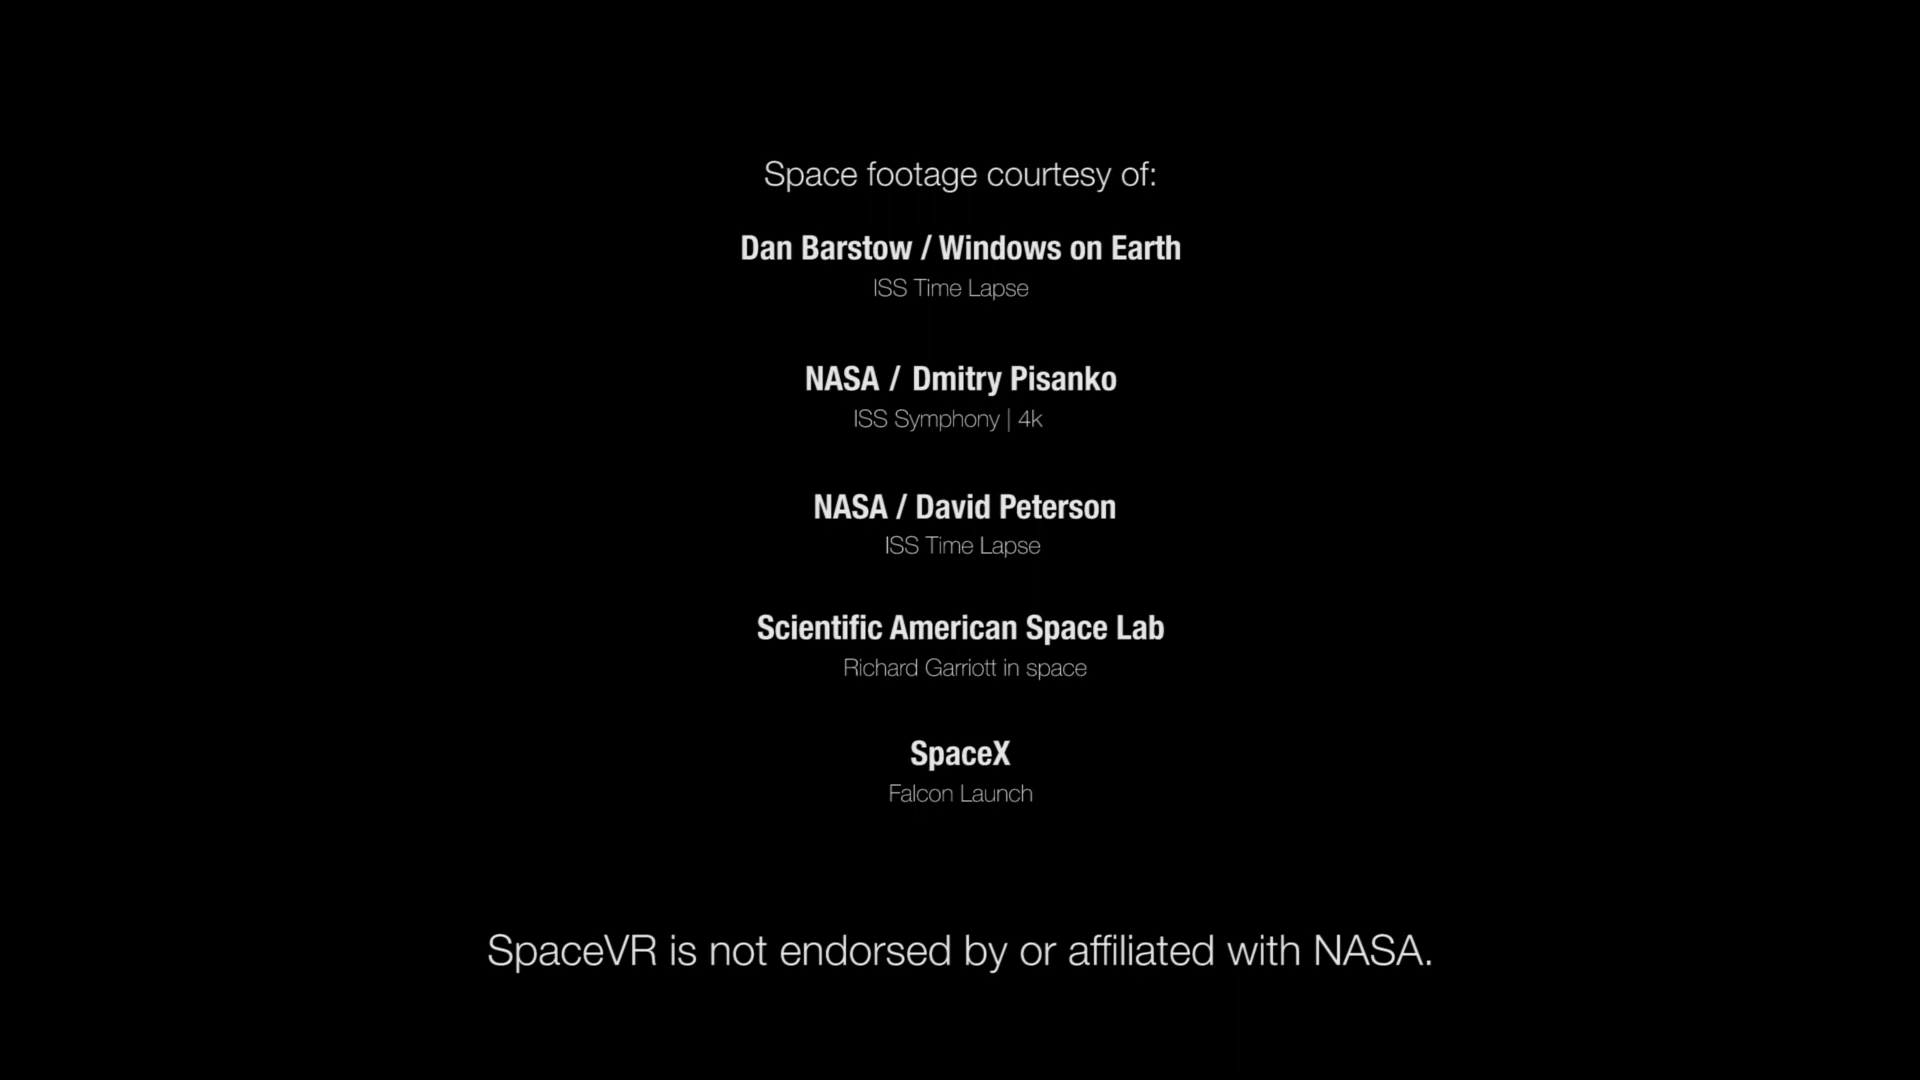 Space footage courtesy of:
Dan Barstow / Windows on Earth
ISS Time Lapse
NASA / Dmitry Pisanko
ISS Symphony | 4k
NASA / David Peterson
ISS Time Lapse
Scientific American Space Lab
Richard Garriott in space
SpaceX
Falcon Launch
SpaceVR is not endorsed by or affiliated with NASA.